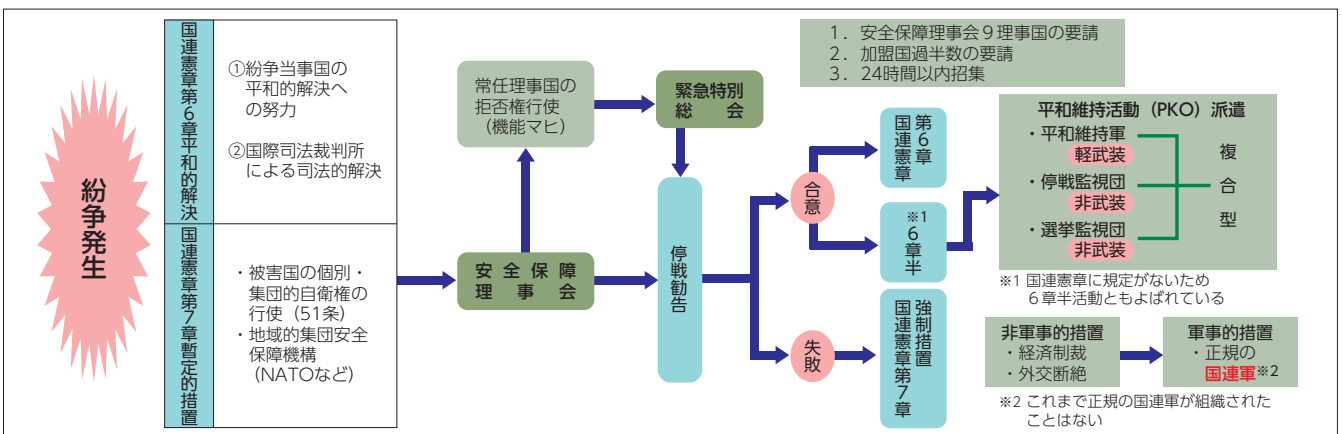 紛争発生
国連憲章第6章平和的解決
①紛争当事国の
平和的解決へ
の努力
②国際司法裁判所
による司法的解決
国連憲章第7章暫定的措置
・被害国の個別・
集団的自衛権の
行使（51条）
・地域的集団安全
保障機構
（NATOなど）
常任理事国の
拒否権行使
（機能マヒ）
安全保障
理事会
緊急特別
総会
停戦勧告
1．安全保障理事会９理事国の要請
2．加盟国過半数の要請
3．24時間以内招集
合意
失敗
第6章
国連憲章
※1
6章半
強制措置
国連憲章第7章
平和維持活動（PKO）派遣
・平和維持軍
軽武装
・停戦監視団
非武装
・選挙監視団
非武装
複合型
※1 国連憲章に規定がないため
６章半活動ともよばれている
非軍事的措置
・経済制裁
・外交断絶
軍事的措置
・正規の
国連軍※2
※2 これまで正規の国連軍が組織された
ことはない